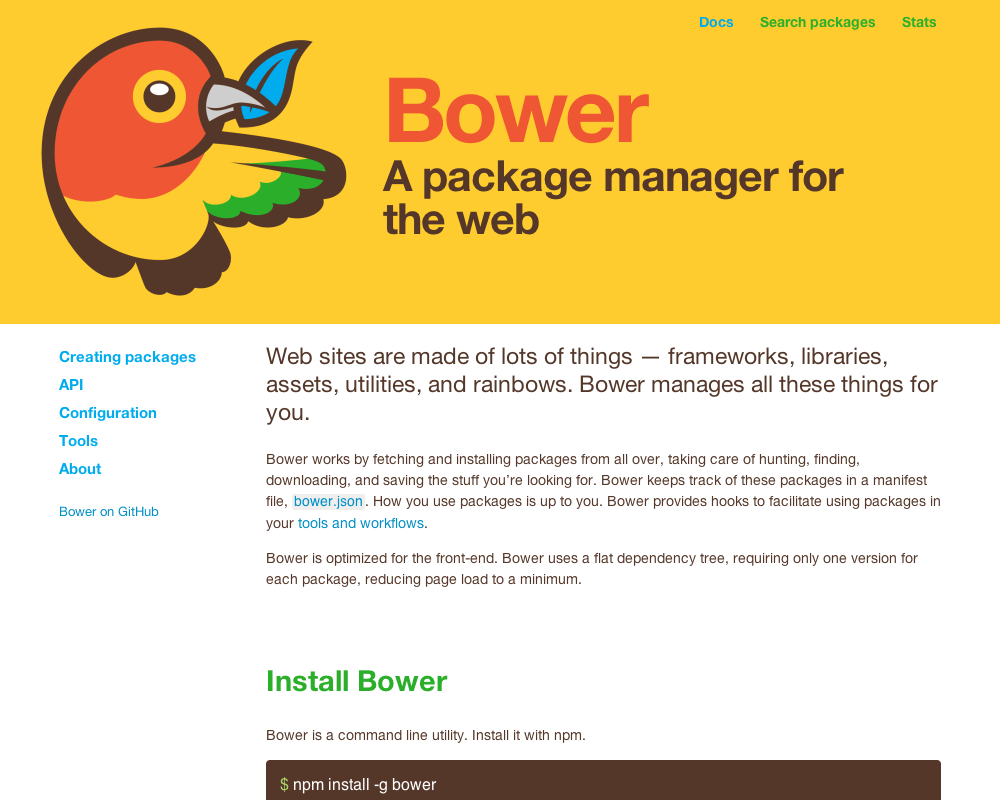 Docs Search packages Stats
Bower
A package manager for
the web
Creating packages
API
Configuration
Tools
About
Bower on GitHub
Web sites are made of lots of things — frameworks, libraries,
assets, utilities, and rainbows. Bower manages all these things for
you.
Bower works by fetching and installing packages from all over, taking care of hunting, finding,
downloading, and saving the stuff you’re looking for. Bower keeps track of these packages in a manifest
file, bower.json. How you use packages is up to you. Bower provides hooks to facilitate using packages in
your tools and workflows.
Bower is optimized for the front-end. Bower uses a flat dependency tree, requiring only one version for
each package, reducing page load to a minimum.
Install Bower
Bower is a command line utility. Install it with npm.
$ npm install -g bower